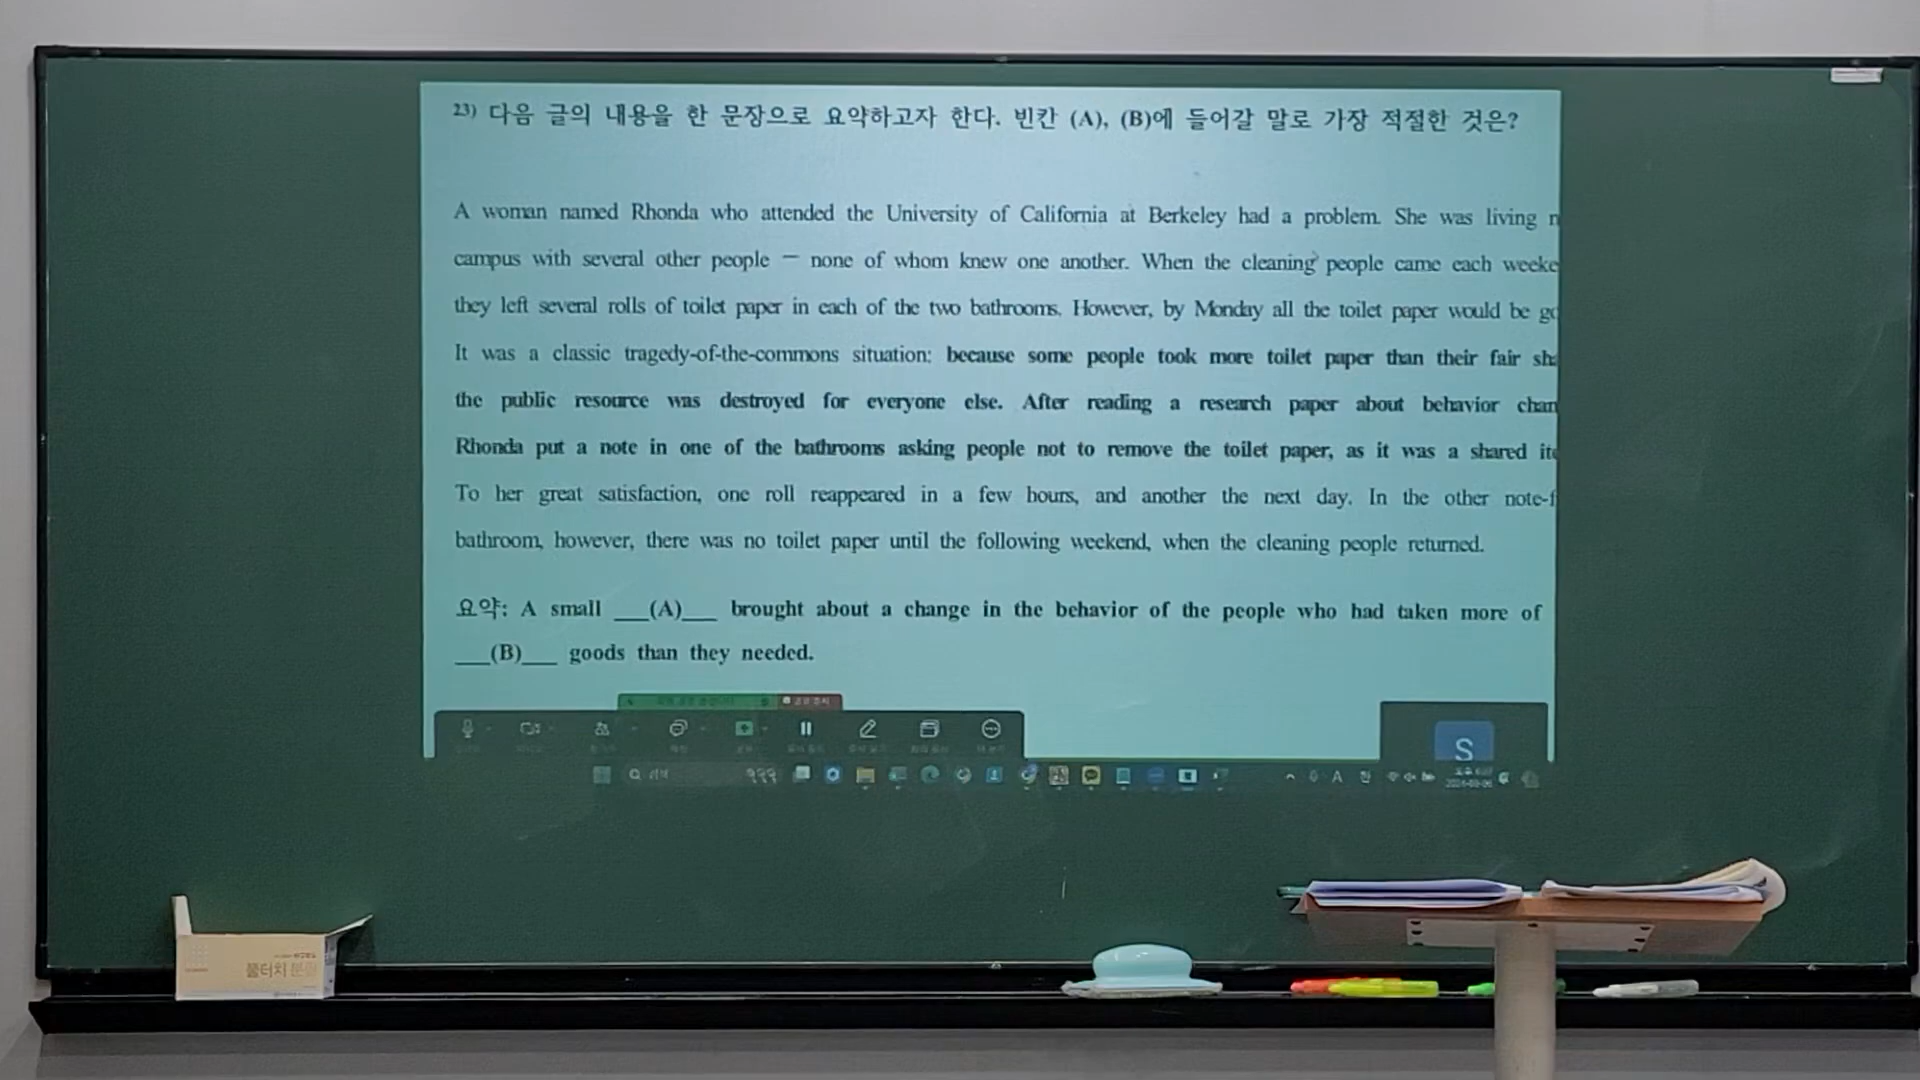 23) 다음 글의 내용을 한 문장으로 요약하고자 한다. 빈칸 (A), (B)에 들어갈 말로 가장 적절한 것은?
A woman named Rhonda who attended the University of California at Berkeley had a problem. She was living
campus with several other people — none of whom knew one another. When the cleaning people came each
they left several rolls of toilet paper in each of the two bathrooms. However, by Monday all the toilet paper would be
It was a classic tragedy-of-the-commons situation: because some people took more toilet paper than their fair
the public resource was destroyed for everyone else. After reading a research paper about behavior
Rhonda put a note in one of the bathrooms asking people not to remove the toilet paper, as it was a shared
To her great satisfaction, one roll reappeared in a few hours, and another the next day. In the other
bathroom, however, there was no toilet paper until the following weekend, when the cleaning people returned.
요약: A small ___(A)___ brought about a change in the behavior of the people who had taken more of
___(B)___ goods than they needed.
S
A 한
물티치 분필